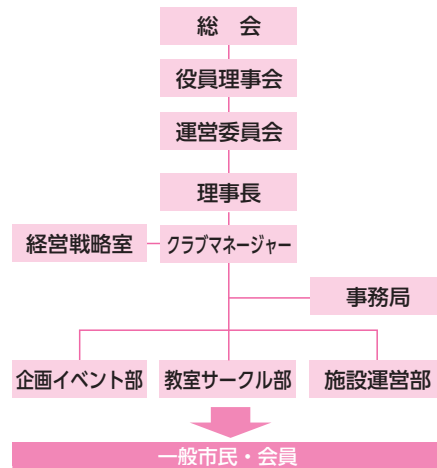 総　会
役員理事会
運営委員会
理事長
経営戦略室
クラブマネージャー
事務局
企画イベント部
教室サークル部
施設運営部
一般市民・会員